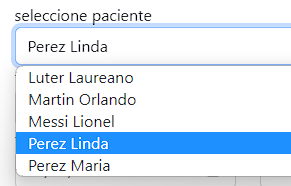 seleccione paciente
Perez Linda
Luter Laureano
Martin Orlando
Messi Lionel
Perez Linda
Perez Maria